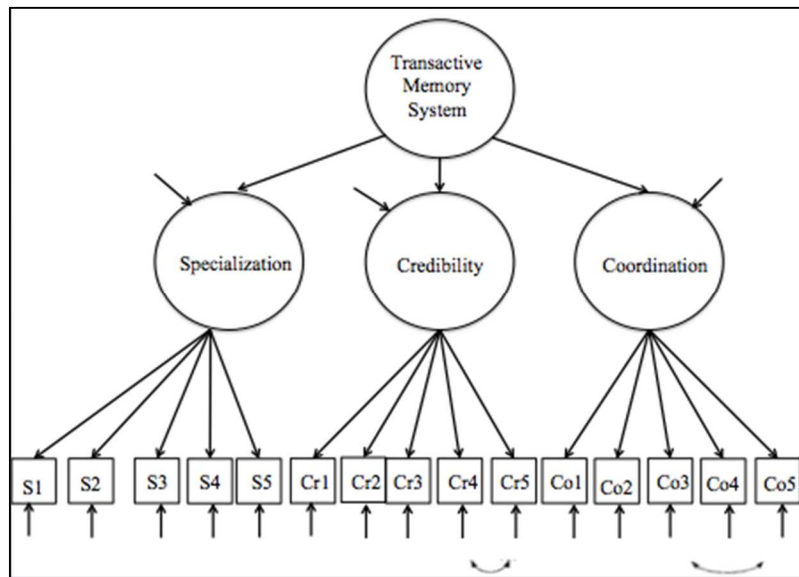 Transactive
Memory
System
Specialization
Credibility
Coordination
S1 S2 S3 S4 S5 Cr1 Cr2 Cr3 Cr4 Cr5 Co1 Co2 Co3 Co4 Co5